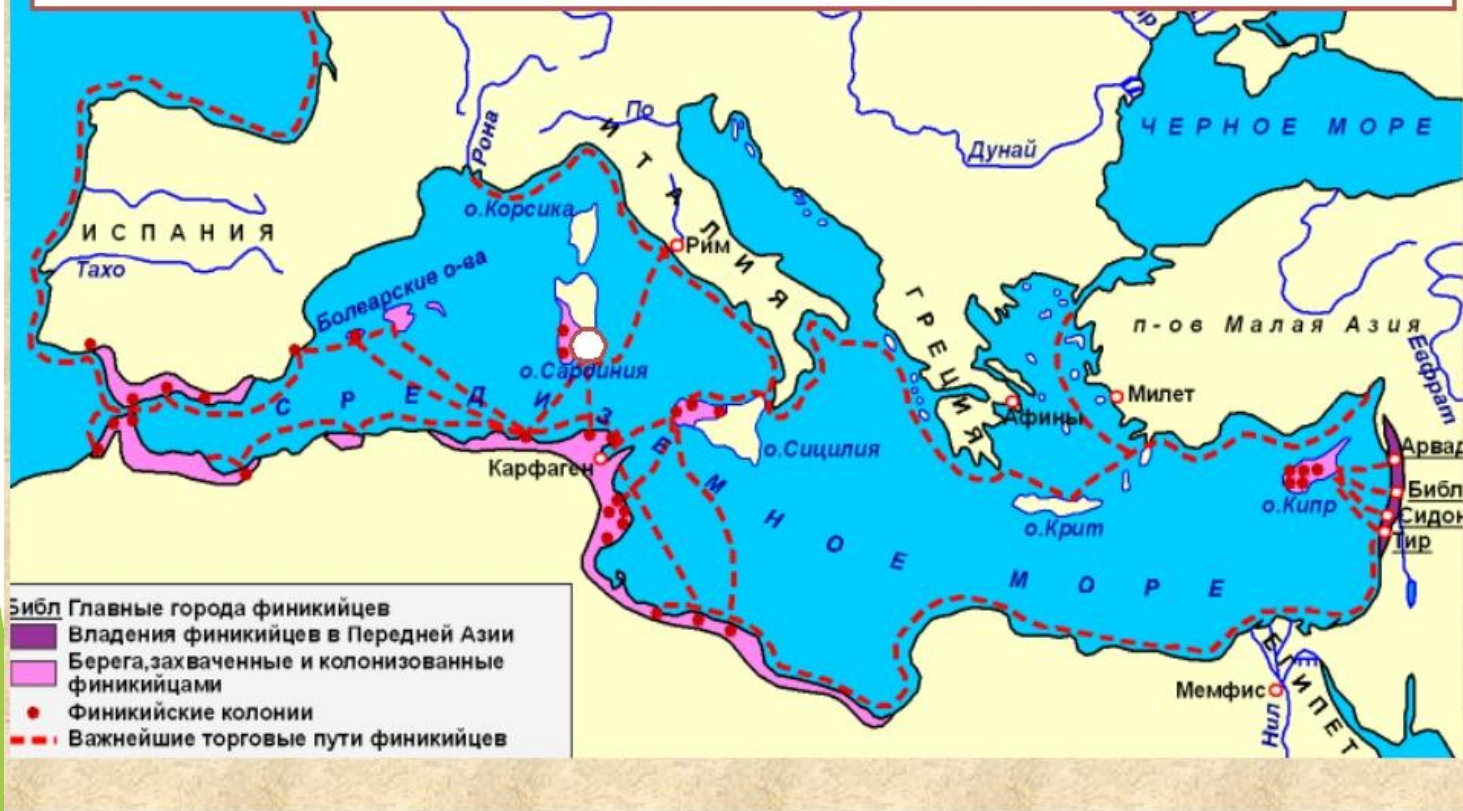 ЧЕРНОЕ МОРЕ
По
Рона
Дунай
ИТАЛИЯ
о.Корсика
ИСПАНИЯ
Тахо
Рим
Болеарские о-ва
ГРЕЦИЯ
п-ов Малая Азия
Евфрат
о.Сардиния
СРЕДИЗЕМНОЕ МОРЕ
Милет
Афины
о.Сицилия
Карфаген
Арвад
Библ
о.Кипр
Сидон
о.Крит
Тир
Библ Главные города финикийцев
Владения финикийцев в Передней Азии
Берега,захваченные и колонизованные
финикийцами
Финикийские колонии
Важнейшие торговые пути финикийцев
ЕГИПЕТ
Мемфис
Нил